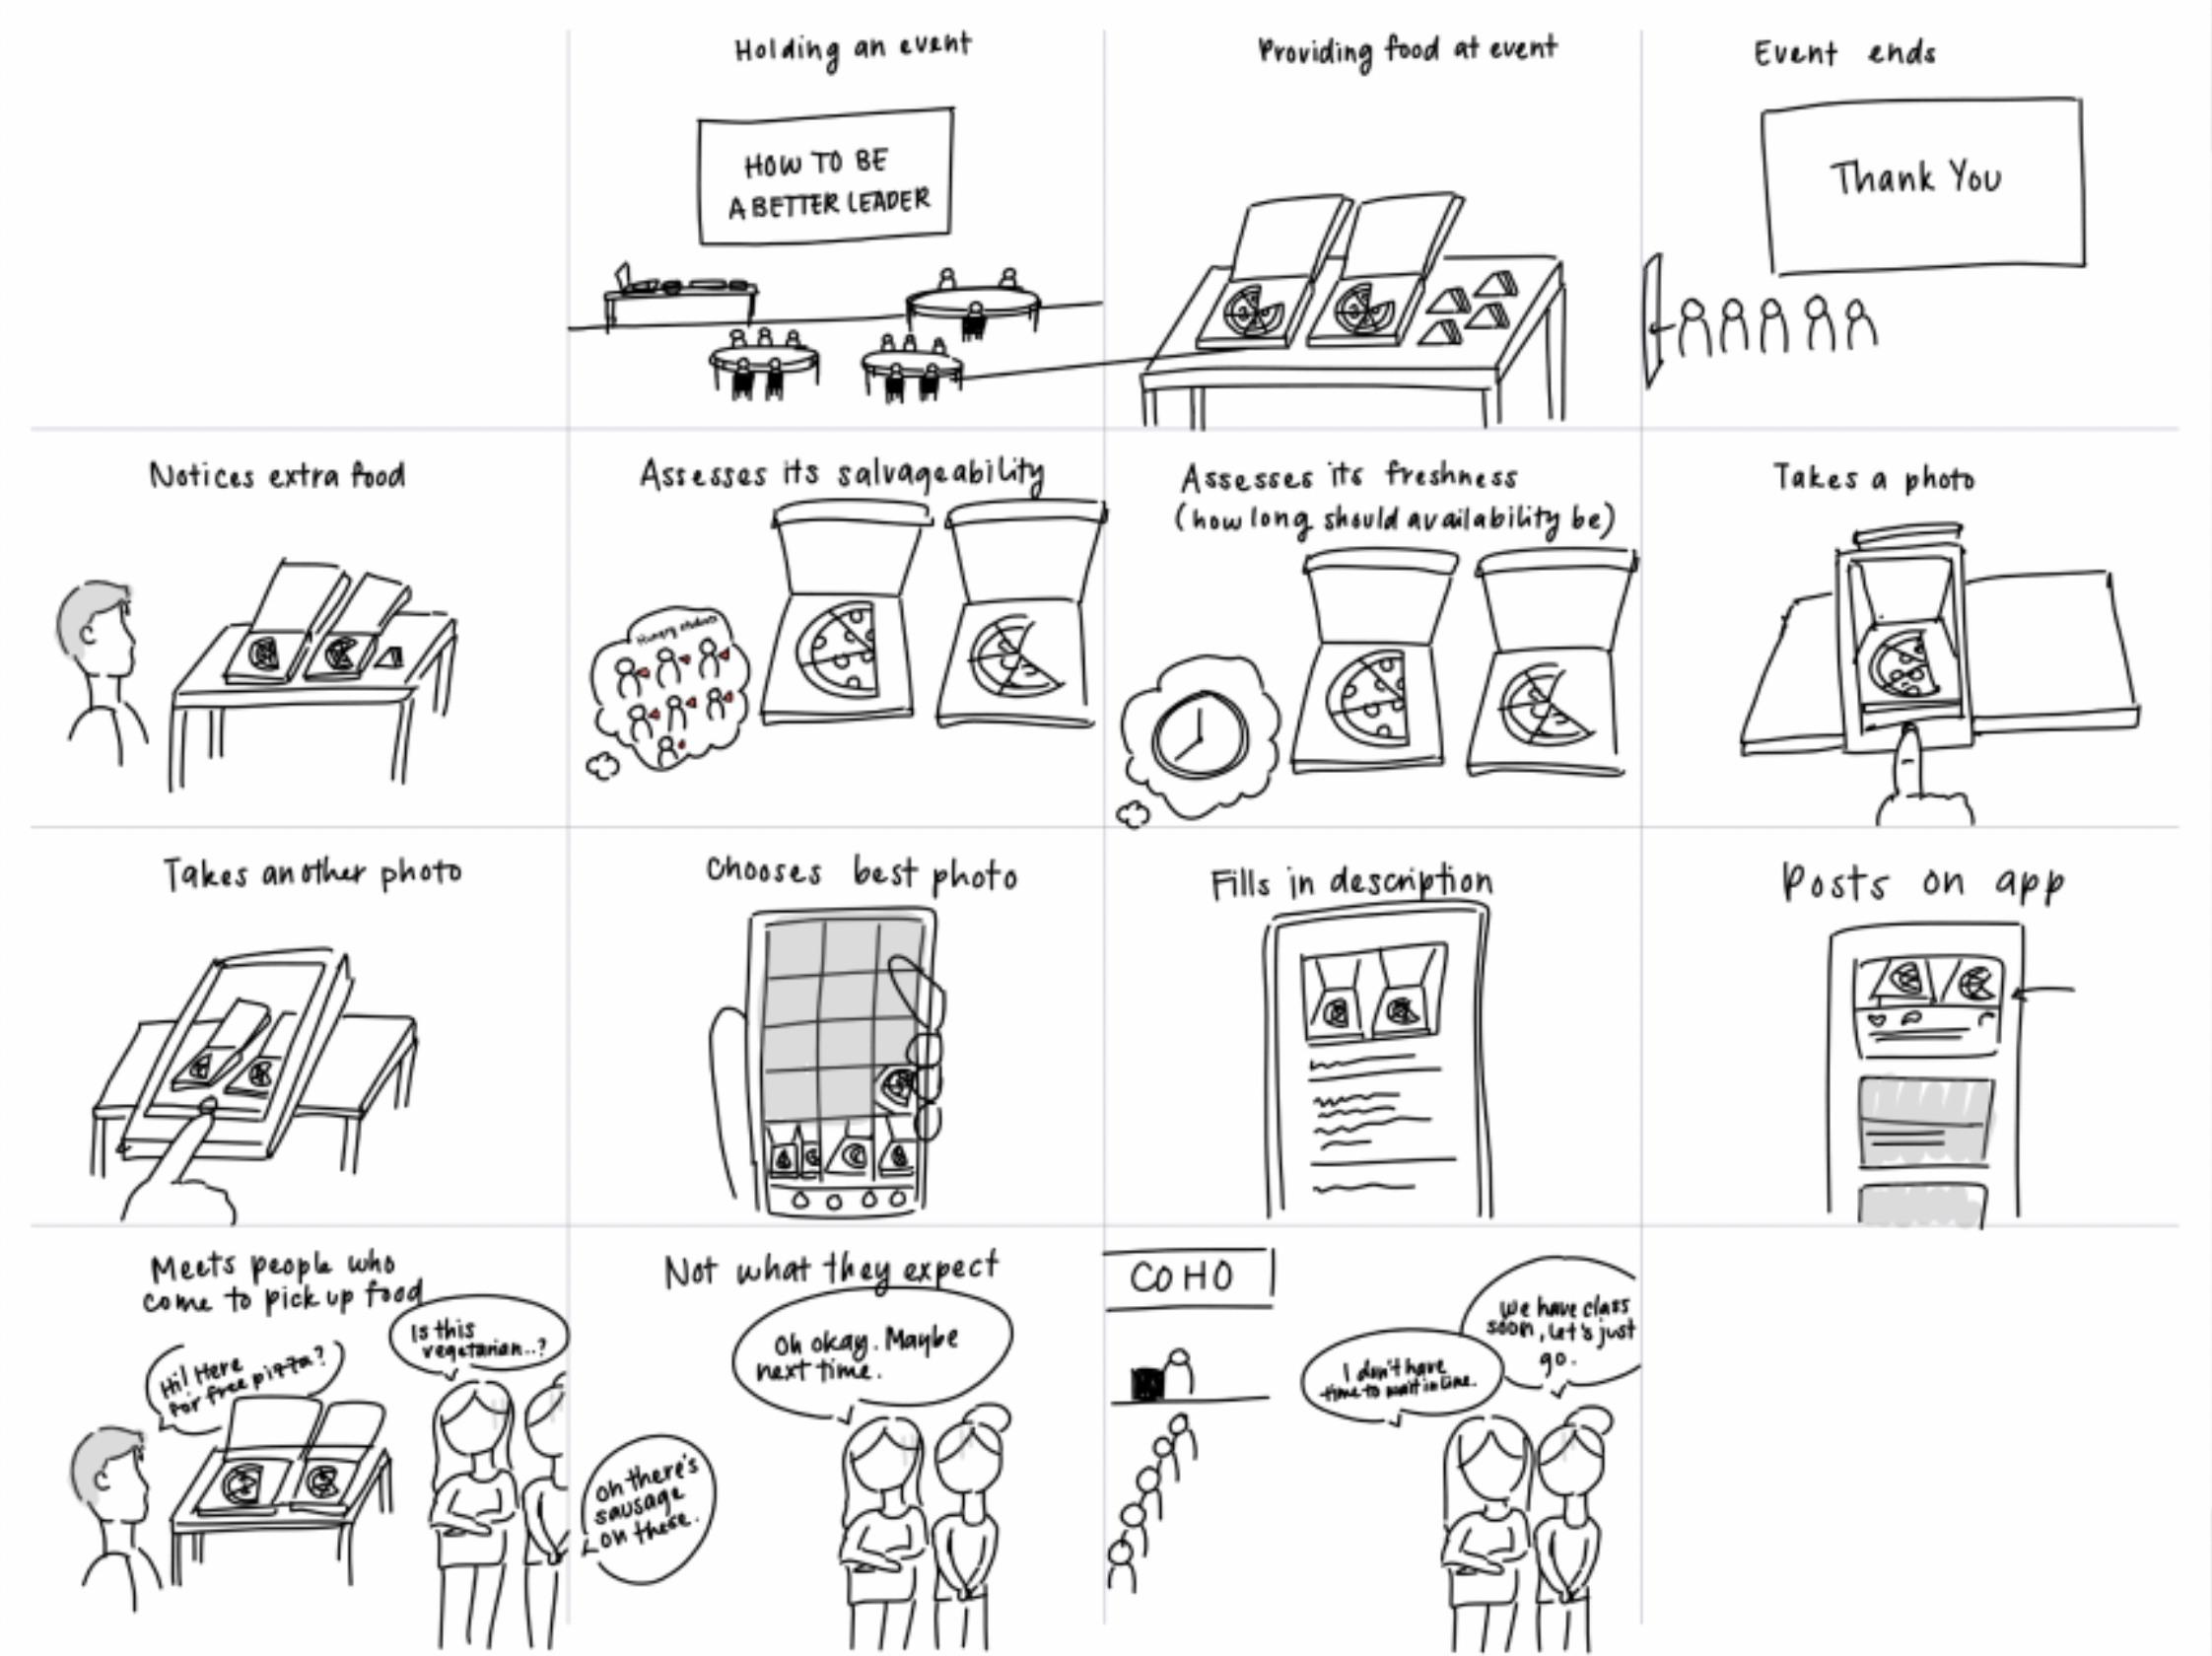 Holding an event
HOW TO BE
A BETTER LEADER
Providing food at event
Event ends
Thank You
Notices extra food
Assesses its salvageability
Hungry students
Assesses its freshness
(how long should availability be)
Takes a photo
Takes another photo
Chooses best photo
Fills in description
Posts on app
Meets people who
come to pick up food
Hi! Here
for free pizza?
Is this
vegetarian..?
Not what they expect
Oh okay. Maybe
next time.
Oh there's
sausage
on these.
COHO
I don't have
time to wait in line.
We have class
soon, let's just
go.